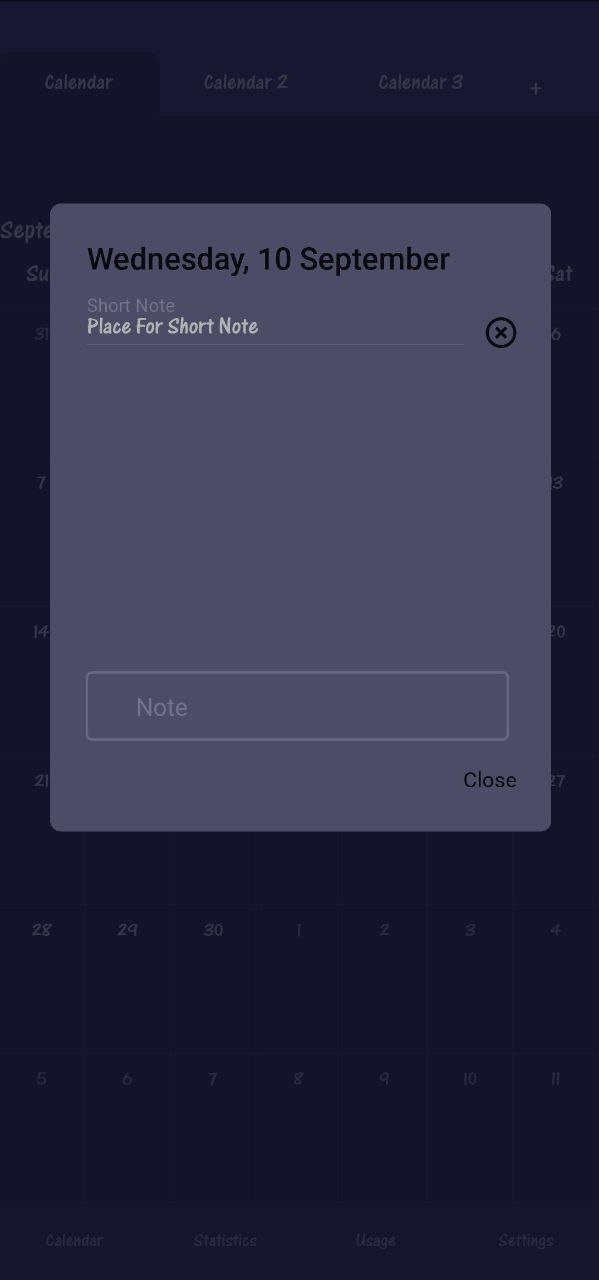 Calendar Calendar 2 Calendar 3 +
Septe
Su Sat
Wednesday, 10 September
Short Note
Place For Short Note
31 6
7 13
14 20
Note
21 27
Close
28 29 30 1 2 3 4
5 6 7 8 9 10 11
Calendar Statistics Usage Settings